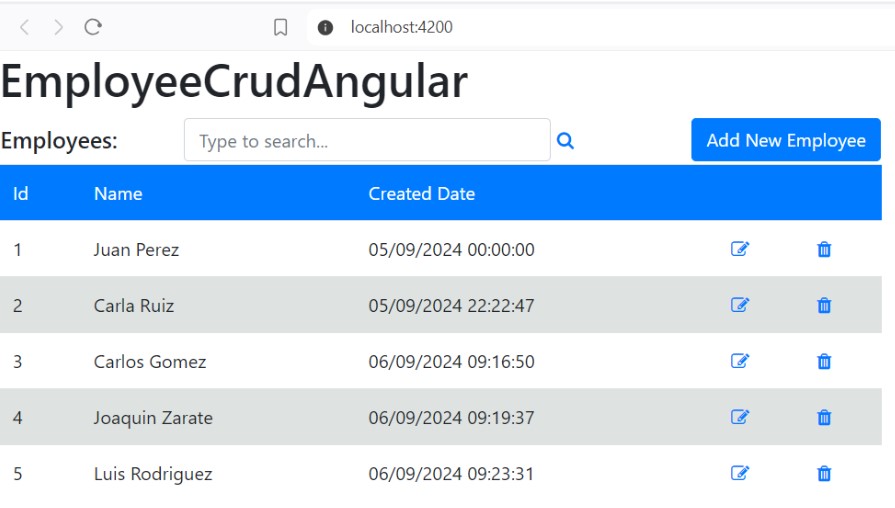 localhost:4200
EmployeeCrudAngular
Employees: Type to search... Add New Employee
Id Name Created Date
1 Juan Perez 05/09/2024 00:00:00
2 Carla Ruiz 05/09/2024 22:22:47
3 Carlos Gomez 06/09/2024 09:16:50
4 Joaquin Zarate 06/09/2024 09:19:37
5 Luis Rodriguez 06/09/2024 09:23:31